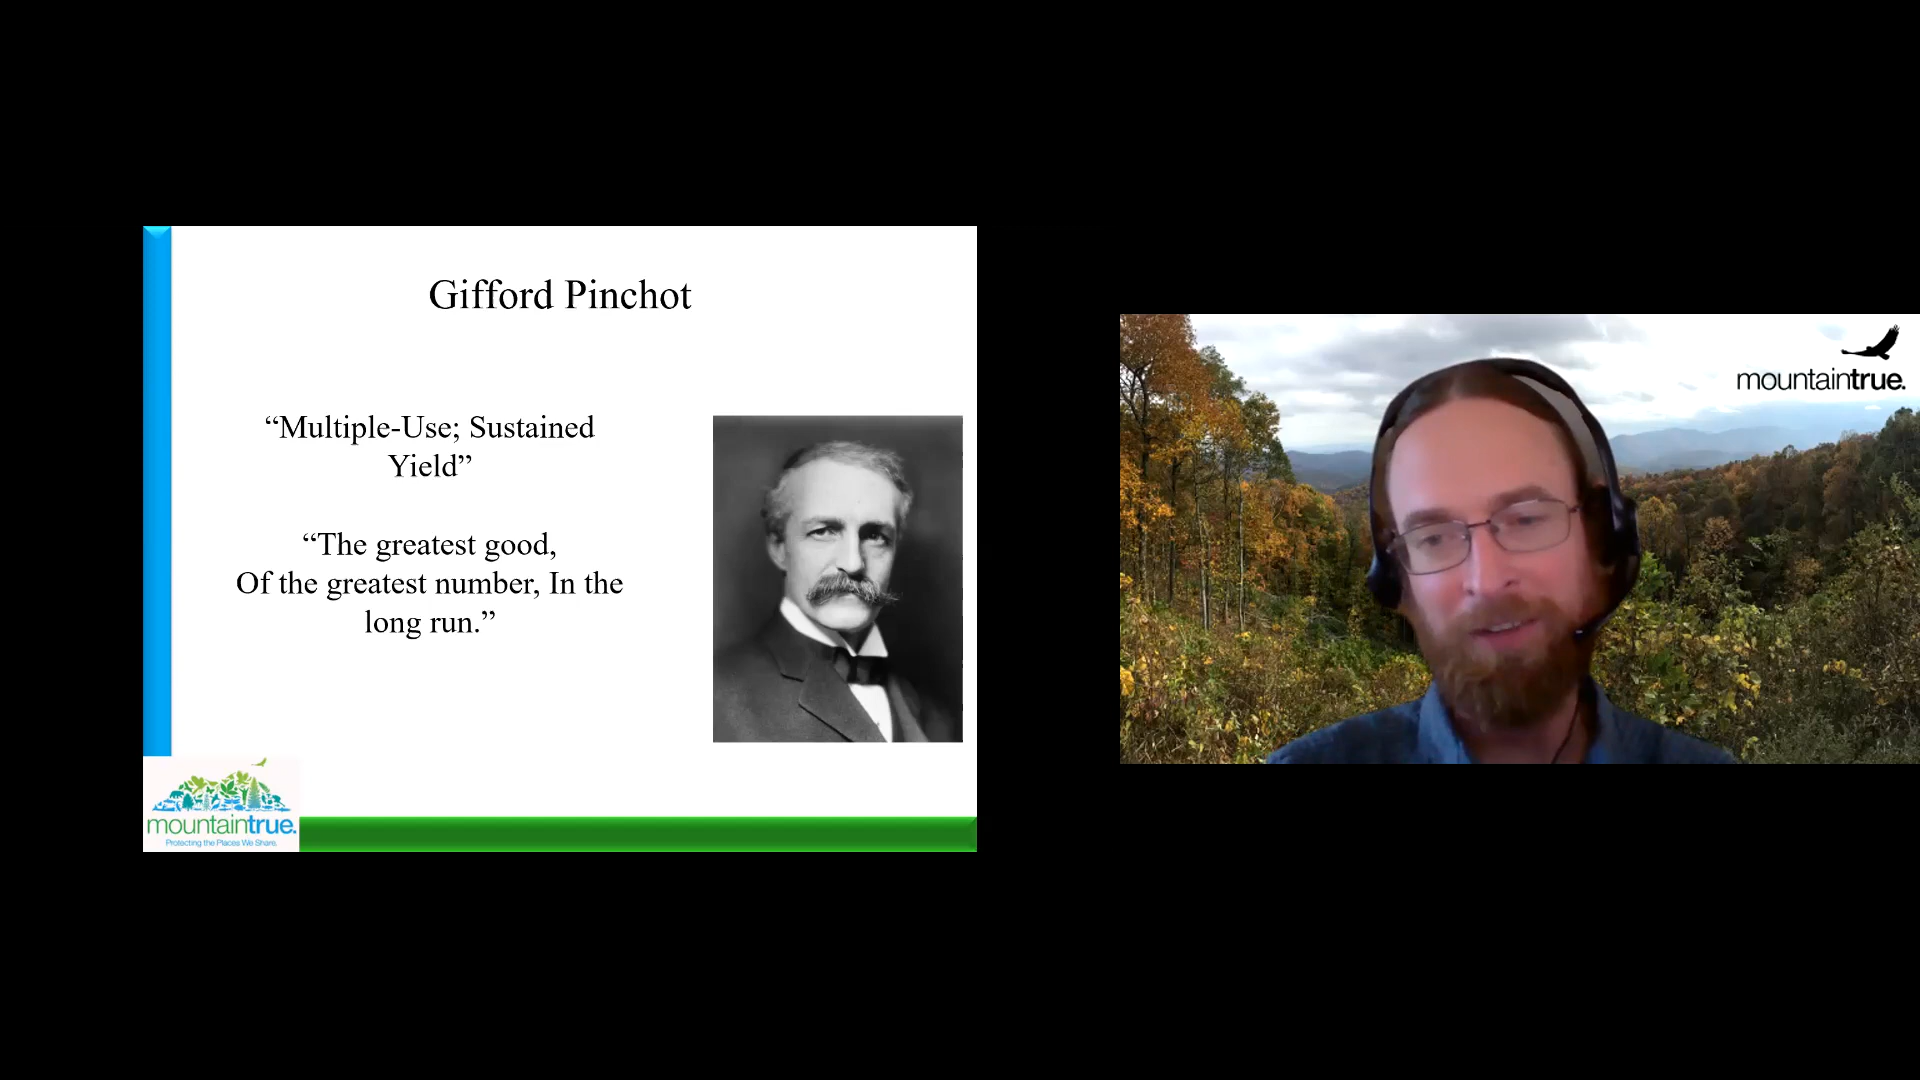 Gifford Pinchot
“Multiple-Use; Sustained
Yield”
“The greatest good,
Of the greatest number, In the
long run.”
mountaintrue.
Protecting the Places We Share.
mountaintrue.